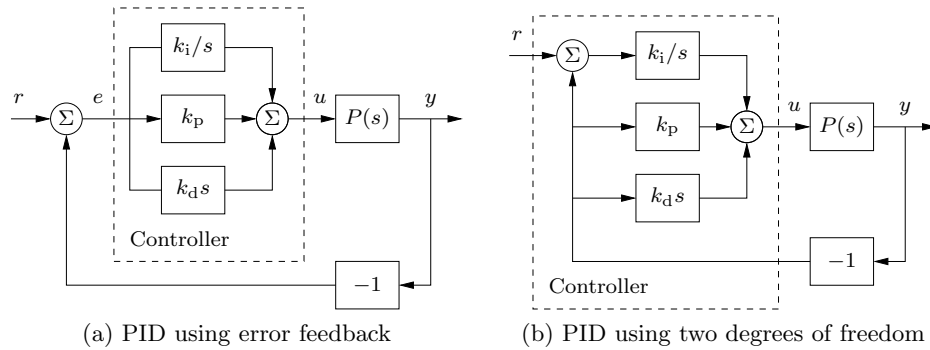 k_i/s
r Σ e k_p Σ u P(s) y
k_d s
Controller
−1
(a) PID using error feedback
r Σ k_i/s
k_p Σ u P(s) y
k_d s
−1
Controller
(b) PID using two degrees of freedom